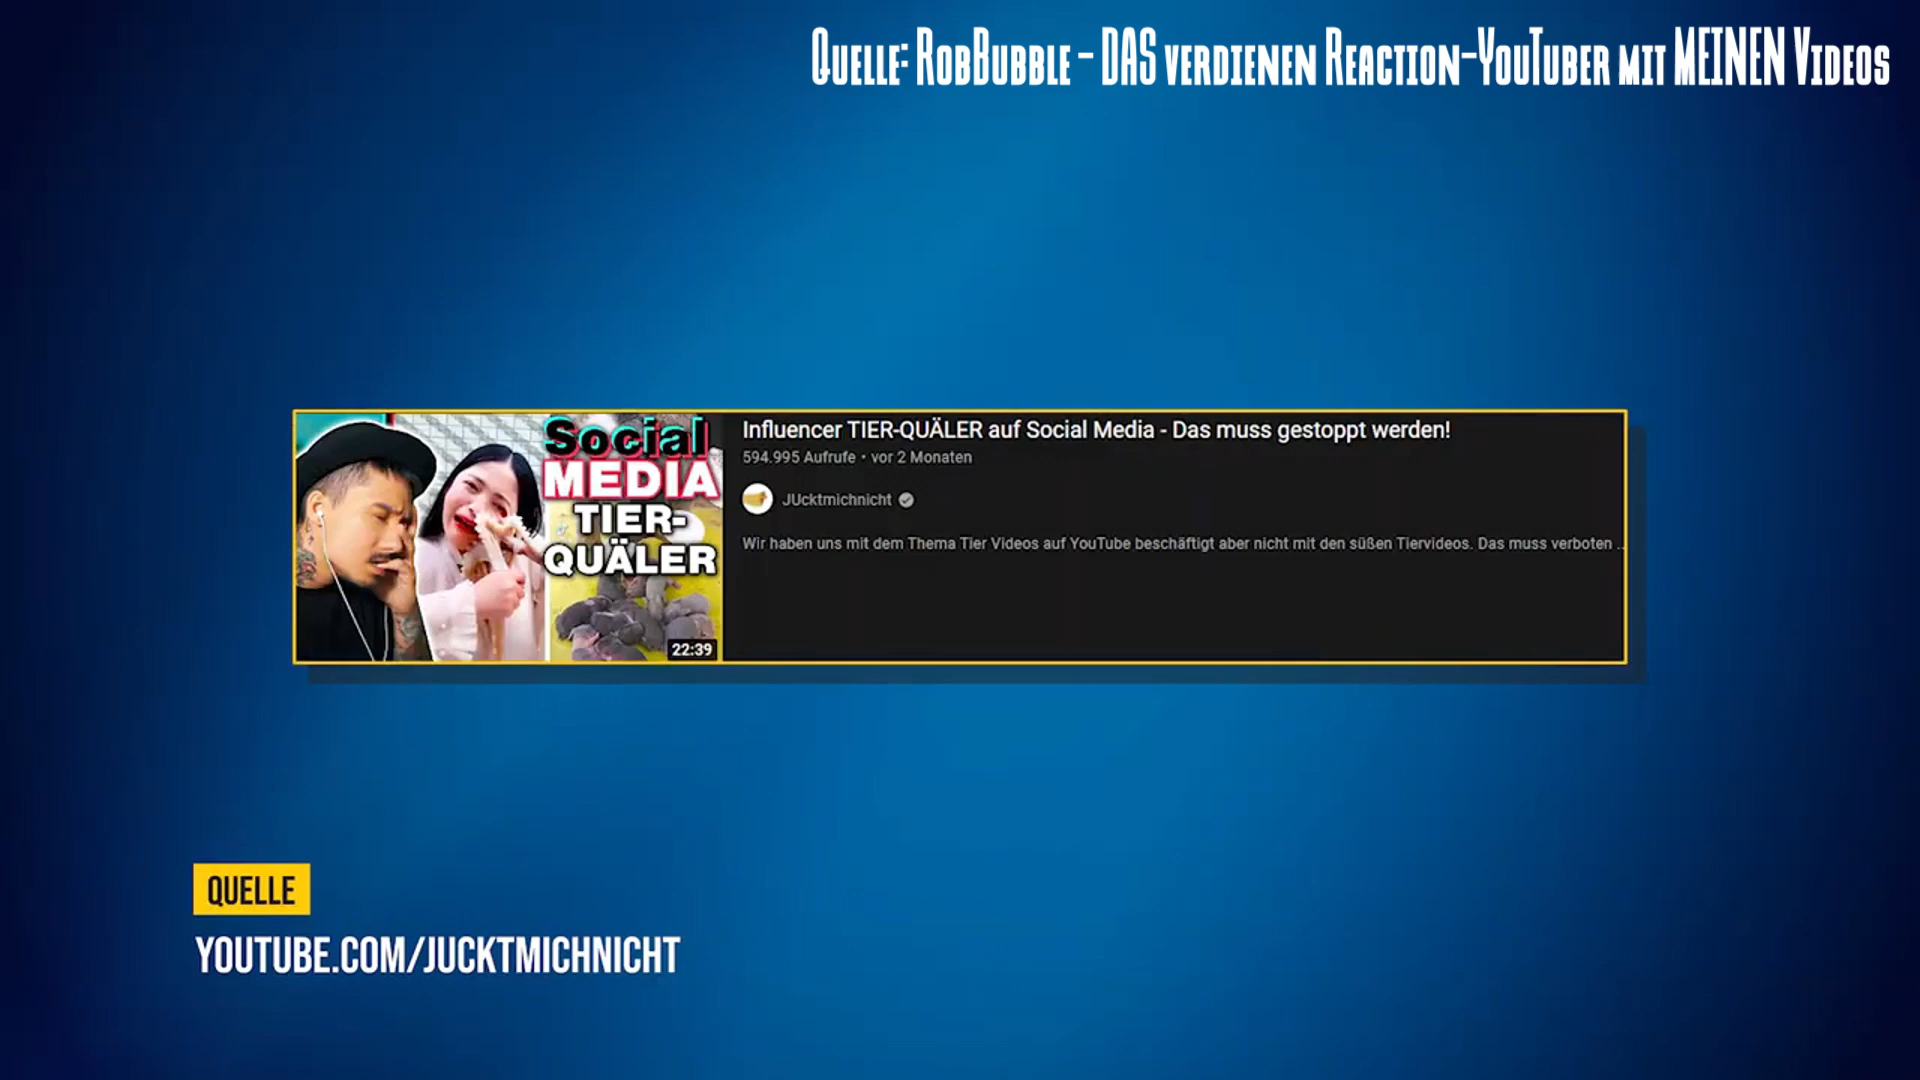 Quelle: RobBubble - DAS verdienen Reaction-YouTuber mit MEINEN Videos
Social
MEDIA
TIER-
QUÄLER
22:39
Influencer TIER-QUÄLER auf Social Media - Das muss gestoppt werden!
594.995 Aufrufe • vor 2 Monaten
JUcktmichnicht
Wir haben uns mit dem Thema Tier Videos auf YouTube beschäftigt aber nicht mit den süßen Tiervideos. Das muss verboten ...
QUELLE
YOUTUBE.COM/JUCKTMICHNICHT